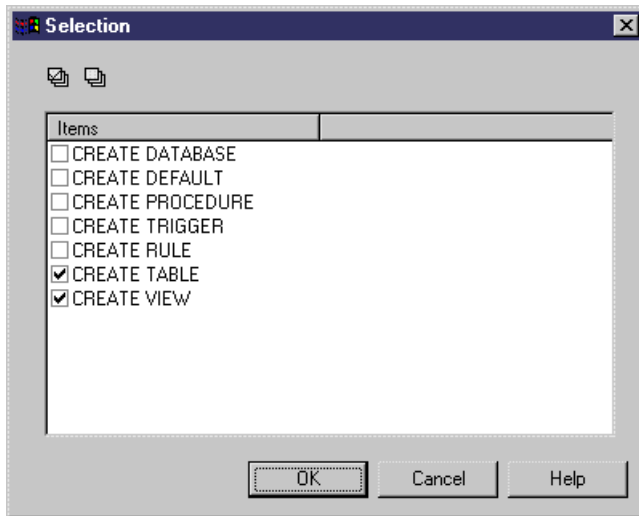 Selection
Items
CREATE DATABASE
CREATE DEFAULT
CREATE PROCEDURE
CREATE TRIGGER
CREATE RULE
CREATE TABLE
CREATE VIEW
OK Cancel Help